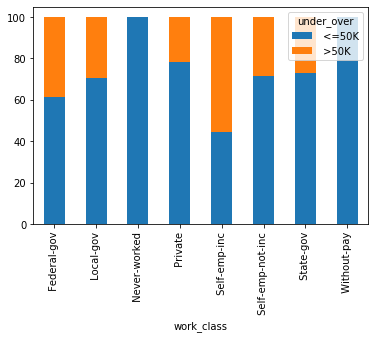 under_over
<=50K
>50K
100
80
60
40
20
0
Federal-gov
Local-gov
Never-worked
Private
Self-emp-inc
Self-emp-not-inc
State-gov
Without-pay
work_class